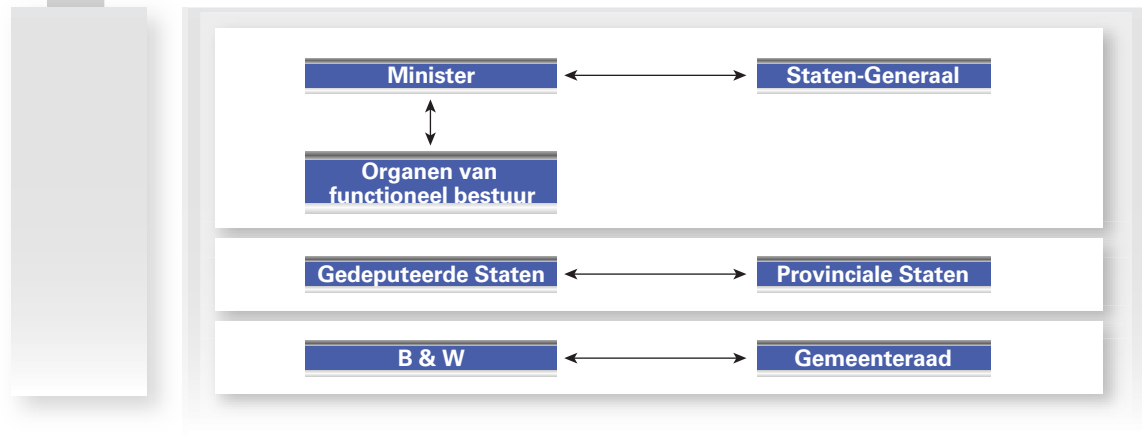 Minister
Staten-Generaal
Organen van
functioneel bestuur
Gedeputeerde Staten
Provinciale Staten
B & W
Gemeenteraad